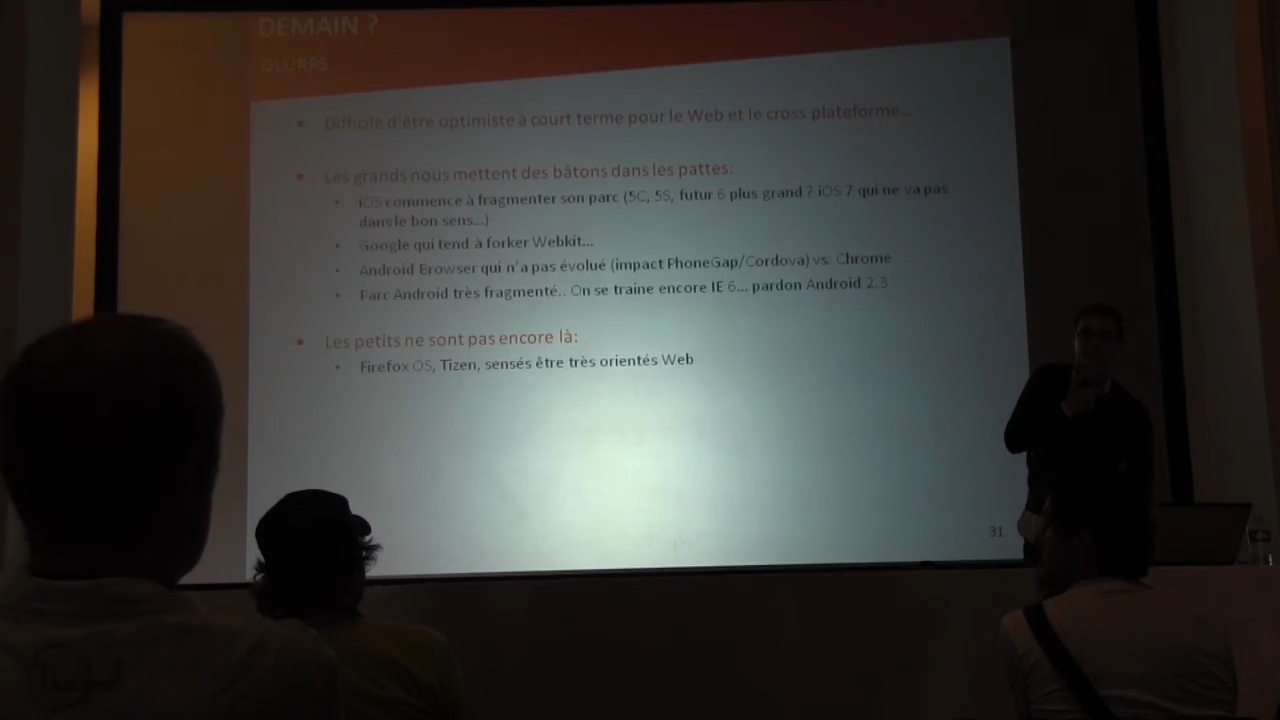 DEMAIN ?
GLURPS
Difficile d'être optimiste à court terme pour le Web et le cross plateforme...
Les grands nous mettent des bâtons dans les pattes:
iOS commence à fragmenter son parc (5C, 5S, futur 6 plus grand ? iOS 7 qui ne va pas
dans le bon sens...)
Google qui tend à forker Webkit...
Android Browser qui n'a pas évolué (impact PhoneGap/Cordova) vs. Chrome
Parc Android très fragmenté.. On se traine encore IE 6... pardon Android 2.3
Les petits ne sont pas encore là:
Firefox OS, Tizen, sensés être très orientés Web
31